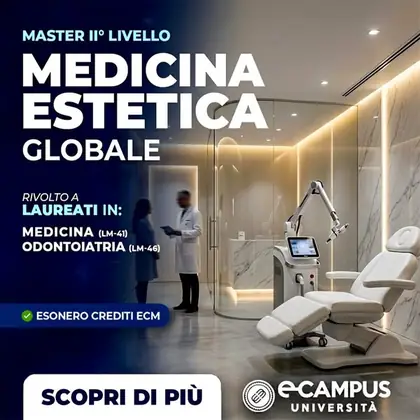 MASTER II° LIVELLO
MEDICINA
ESTETICA
GLOBALE
RIVOLTO A
LAUREATI IN:
MEDICINA (LM-41)
ODONTOIATRIA (LM-46)
ESONERO CREDITI ECM
SCOPRI DI PIÙ
e-CAMPUS
UNIVERSITÀ